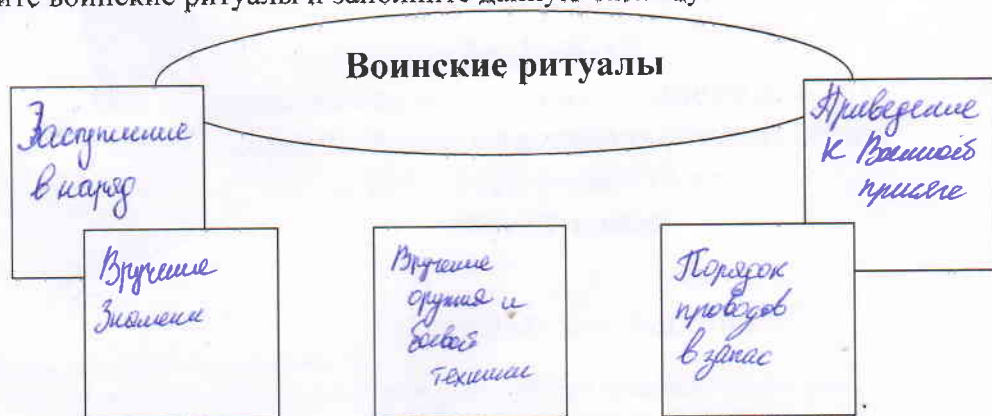 ите воинские ритуалы и заполните данную
Воинские ритуалы
Заступление
в наряд
Приведение
к Военной
присяге
Вручение
Знамени
Вручение
оружия и
боевой
техники
Порядок
проводов
в запас